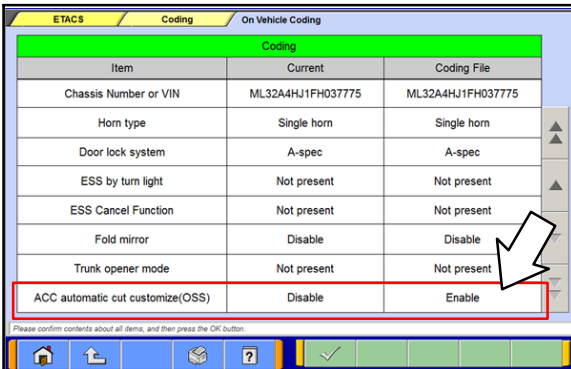 ETACS Coding On Vehicle Coding
Coding
Item Current Coding File
Chassis Number or VIN ML32A4HJ1FH037775 ML32A4HJ1FH037775
Horn type Single horn Single horn
Door lock system A-spec A-spec
ESS by turn light Not present Not present
ESS Cancel Function Not present Not present
Fold mirror Disable Disable
Trunk opener mode Not present Not present
ACC automatic cut customize(OSS) Disable Enable
Please confirm contents about all items, and then press the OK button.
?